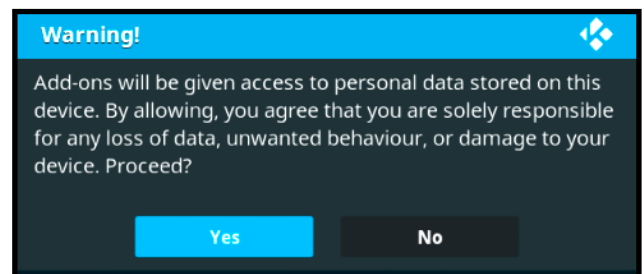 Warning!
Add-ons will be given access to personal data stored on this
device. By allowing, you agree that you are solely responsible
for any loss of data, unwanted behaviour, or damage to your
device. Proceed?
Yes
No